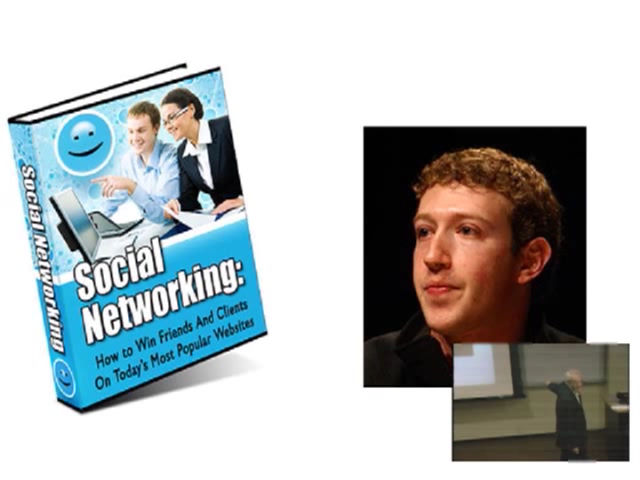 Social Networking
Social
Networking:
How to Win Friends And Clients
On Today's Most Popular Websites